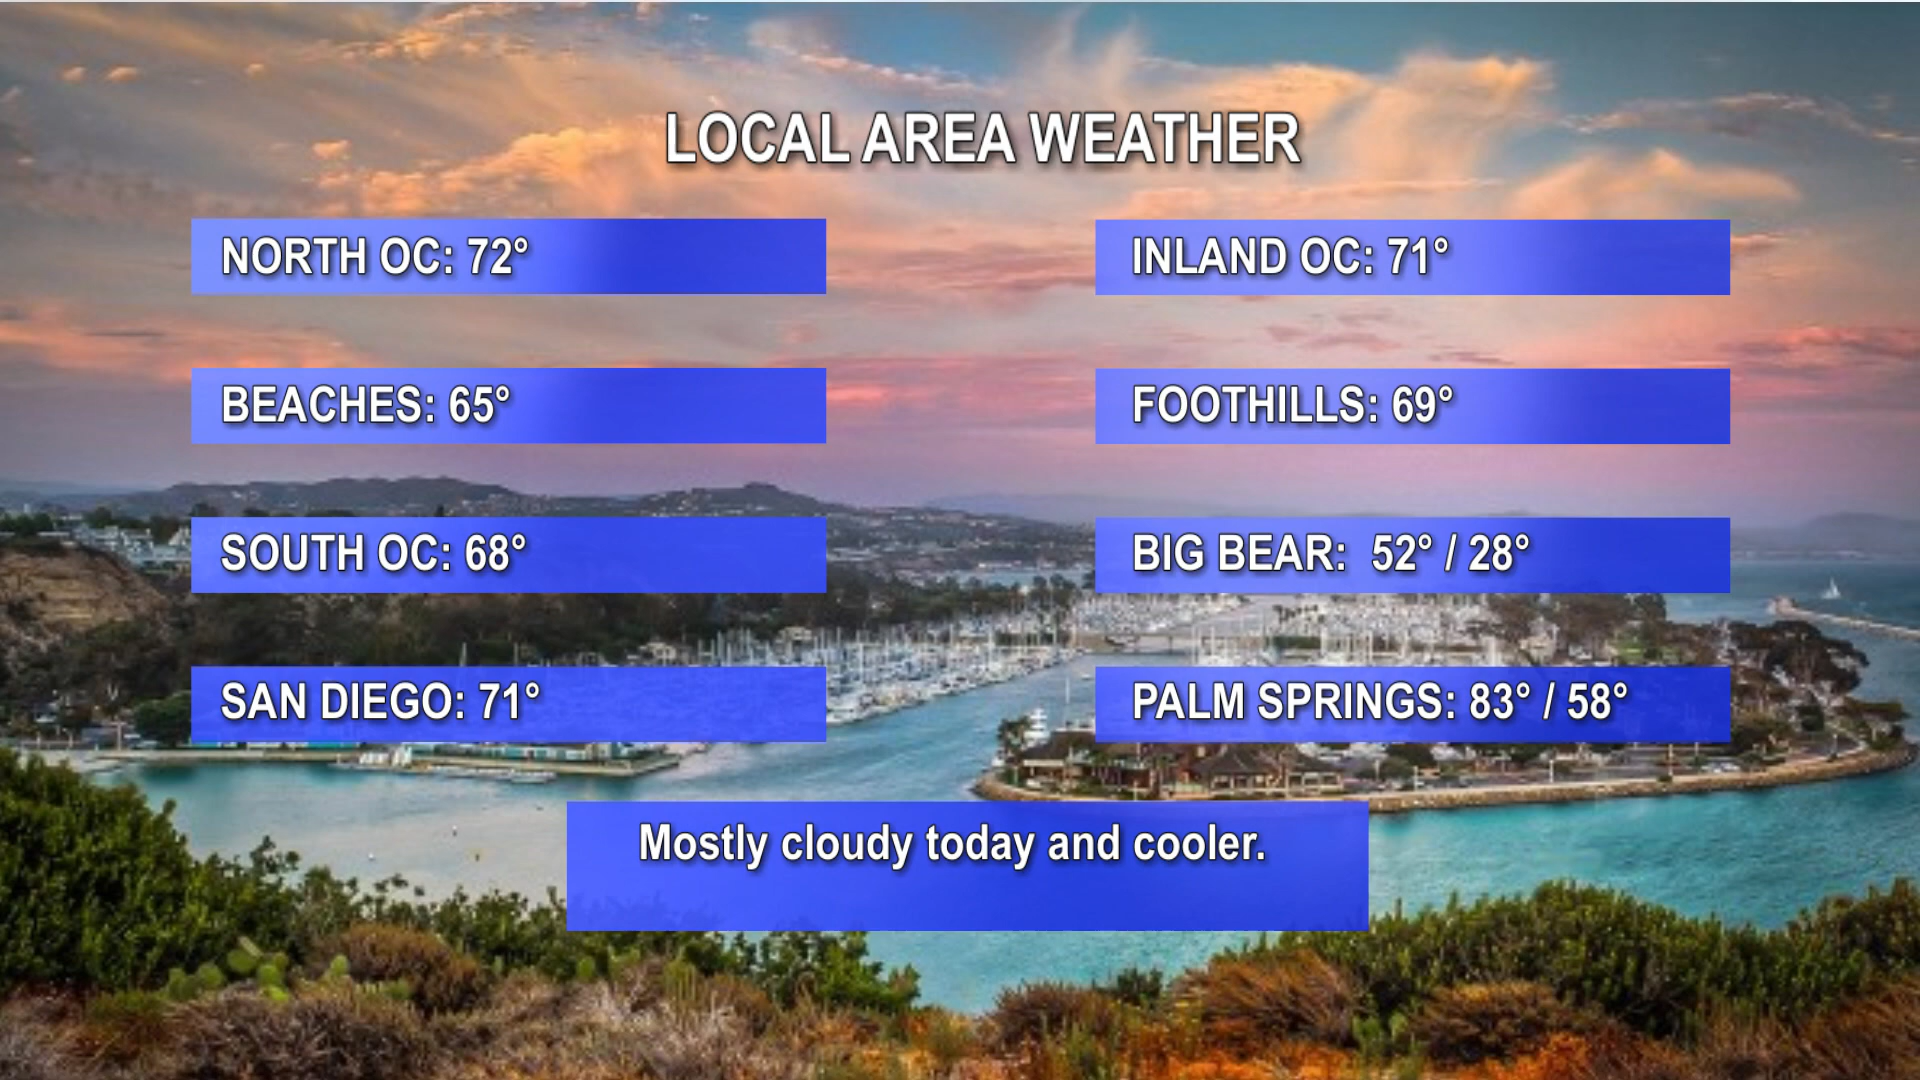 LOCAL AREA WEATHER
NORTH OC: 72°
INLAND OC: 71°
BEACHES: 65°
FOOTHILLS: 69°
SOUTH OC: 68°
BIG BEAR:  52° / 28°
SAN DIEGO: 71°
PALM SPRINGS: 83° / 58°
Mostly cloudy today and cooler.